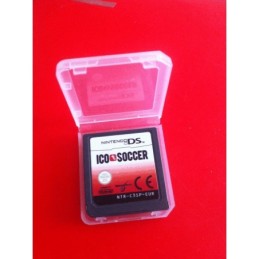 NINTENDO DS
ICO SOCCER
CE
NTR-C3SP-EUR